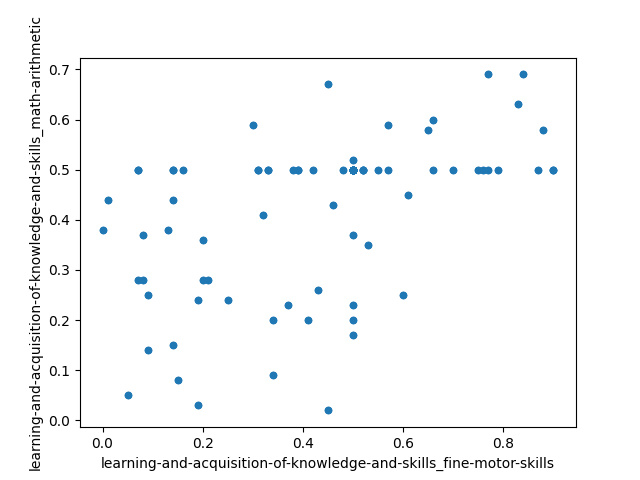 learning-and-acquisition-of-knowledge-and-skills_math-arithmetic
0.7
0.6
0.5
0.4
0.3
0.2
0.1
0.0
0.0 0.2 0.4 0.6 0.8
learning-and-acquisition-of-knowledge-and-skills_fine-motor-skills